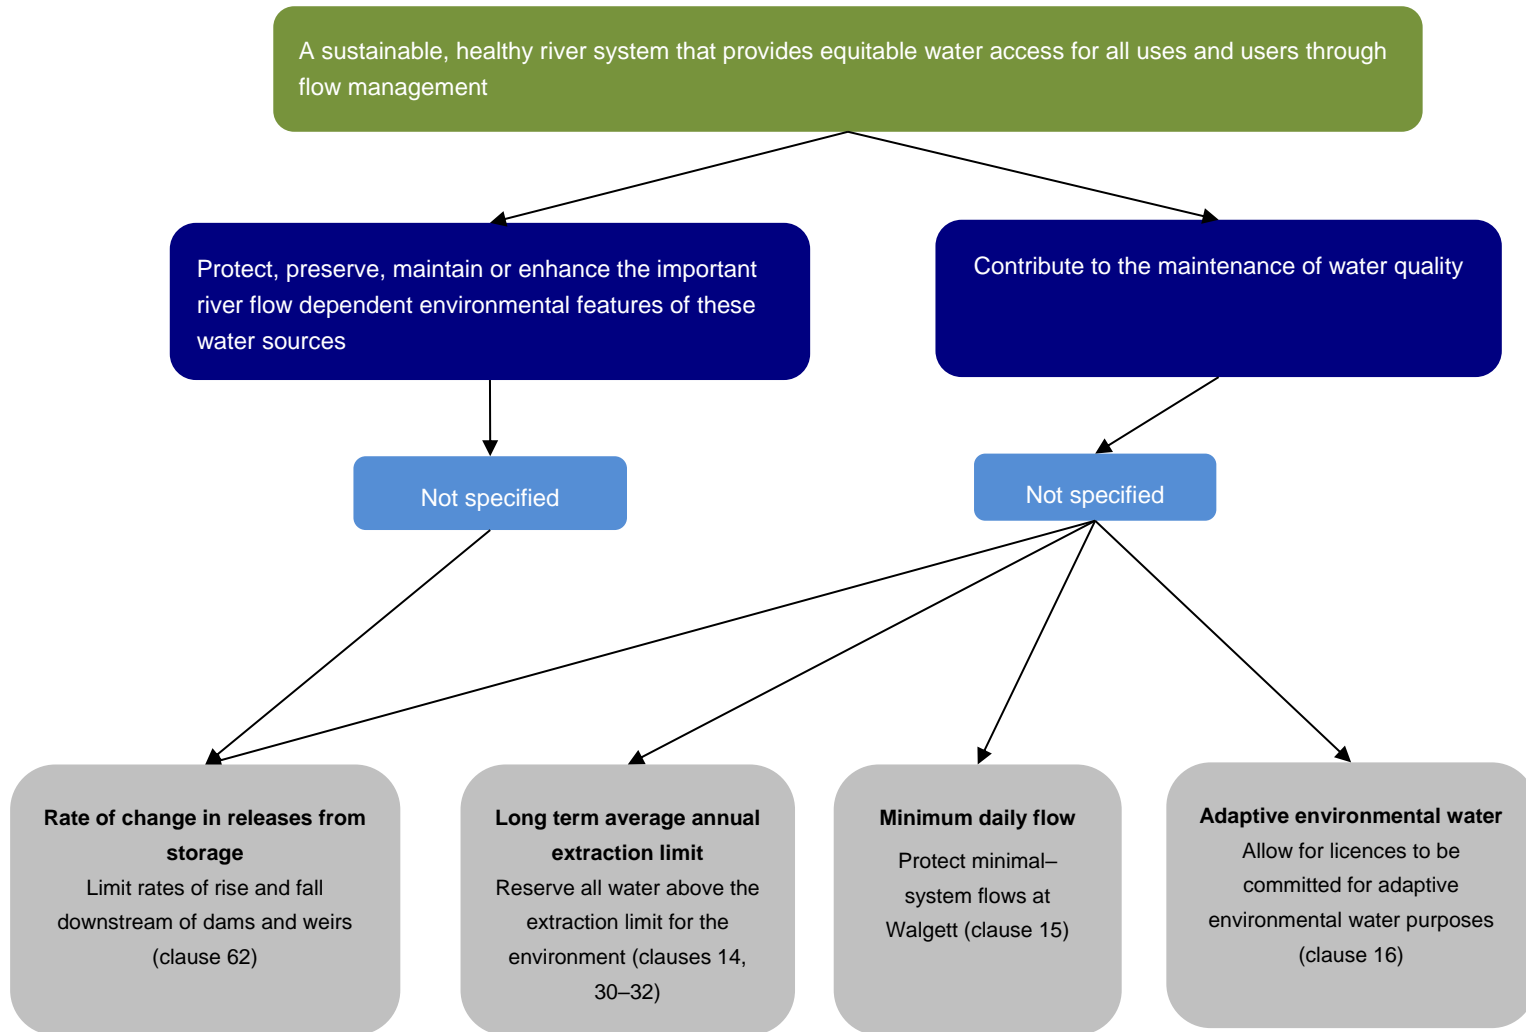 A sustainable, healthy river system that provides equitable water access for all uses and users through
flow management
Protect, preserve, maintain or enhance the important
river flow dependent environmental features of these
water sources
Contribute to the maintenance of water quality
Not specified
Not specified
Rate of change in releases from
storage
Limit rates of rise and fall
downstream of dams and weirs
(clause 62)
Long term average annual
extraction limit
Reserve all water above the
extraction limit for the
environment (clauses 14,
30–32)
Minimum daily flow
Protect minimal–
system flows at
Walgett (clause 15)
Adaptive environmental water
Allow for licences to be
committed for adaptive
environmental water purposes
(clause 16)